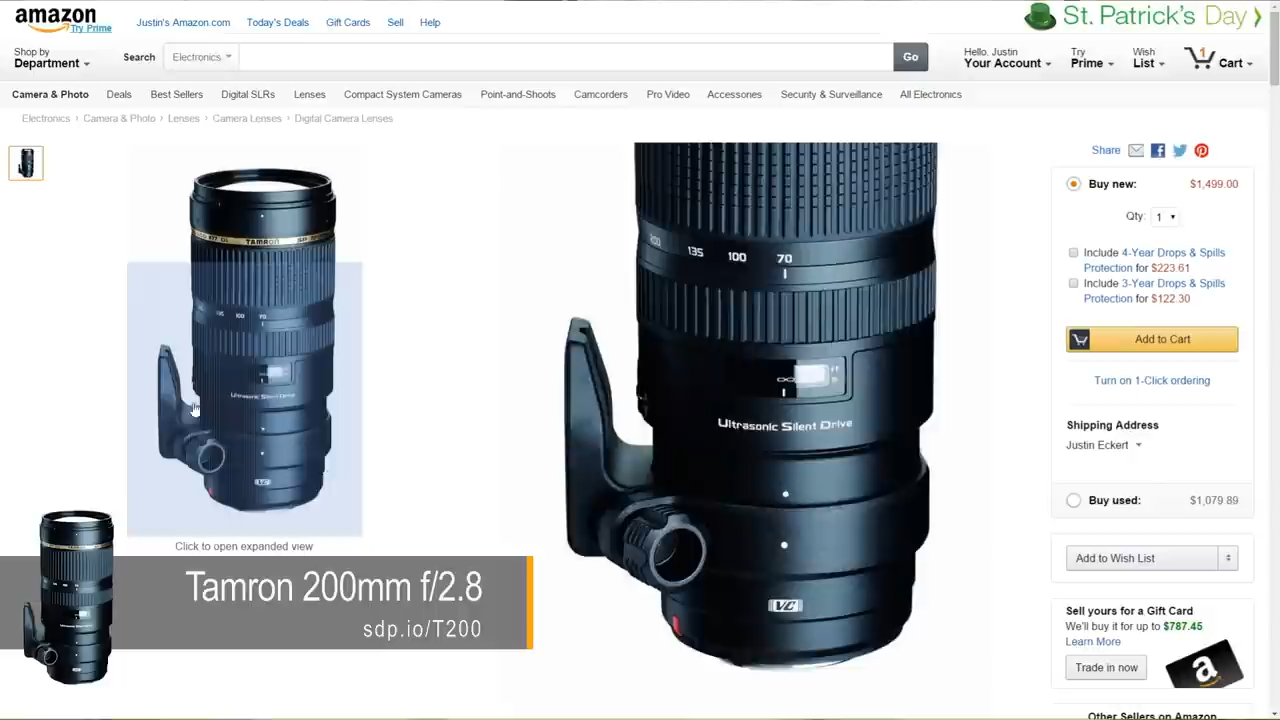 amazon
Try Prime
Justin's Amazon.com Today's Deals Gift Cards Sell Help
St. Patrick's Day
Shop by
Department
Search Electronics Go
Hello, Justin
Your Account
Try
Prime
Wish
List
1
Cart
Camera & Photo Deals Best Sellers Digital SLRs Lenses Compact System Cameras Point-and-Shoots Camcorders Pro Video Accessories Security & Surveillance All Electronics
Electronics › Camera & Photo › Lenses › Camera Lenses › Digital Camera Lenses
TAMRON SP
135 100 70
Ultrasonic Silent Drive
VC
Click to open expanded view
200 135 100 70
Ultrasonic Silent Drive
VC
Share
Buy new: $1,499.00
Qty: 1
Include 4-Year Drops & Spills
Protection for $223.61
Include 3-Year Drops & Spills
Protection for $122.30
Add to Cart
Turn on 1-Click ordering
Shipping Address
Justin Eckert
Buy used: $1,079.89
Add to Wish List
Sell yours for a Gift Card
We'll buy it for up to $787.45
Learn More
Trade in now
a
Other Sellers on Amazon
Tamron 200mm f/2.8
sdp.io/T200